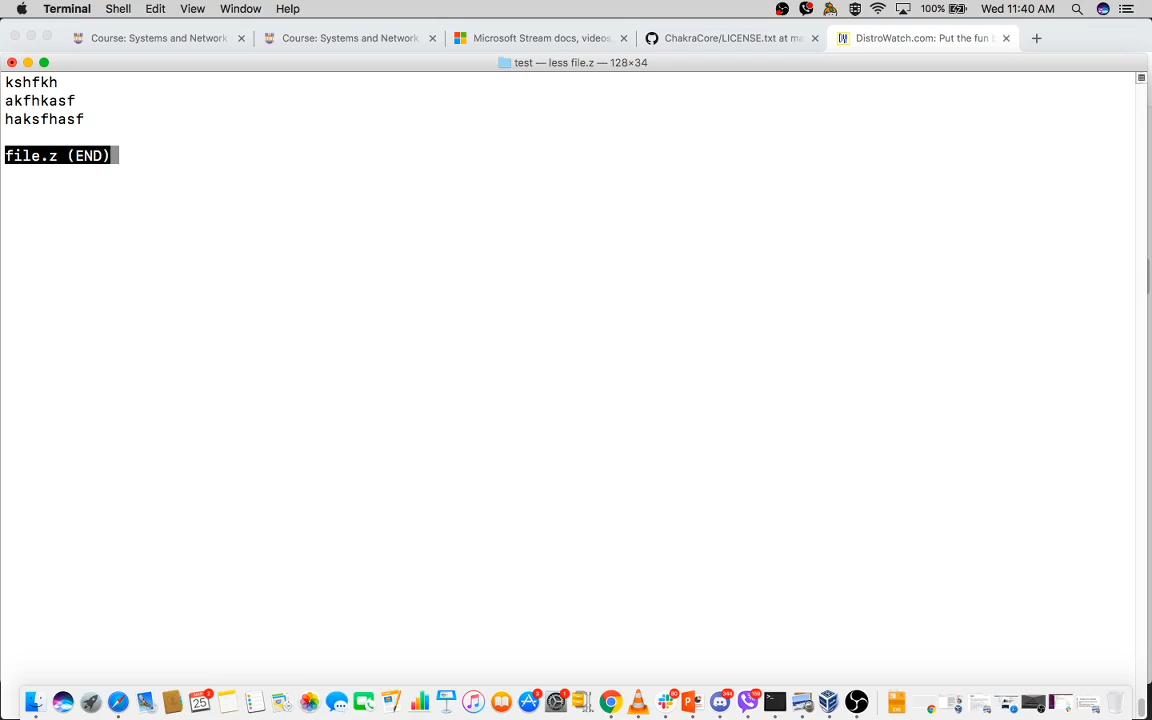 Terminal Shell Edit View Window Help 100% Wed 11:40 AM
Course: Systems and Network Course: Systems and Network Microsoft Stream docs, videos, ChakraCore/LICENSE.txt at ma DistroWatch.com: Put the fun
test — less file.z — 128×34
kshfkh
akfhkasf
haksfhasf
file.z (END)